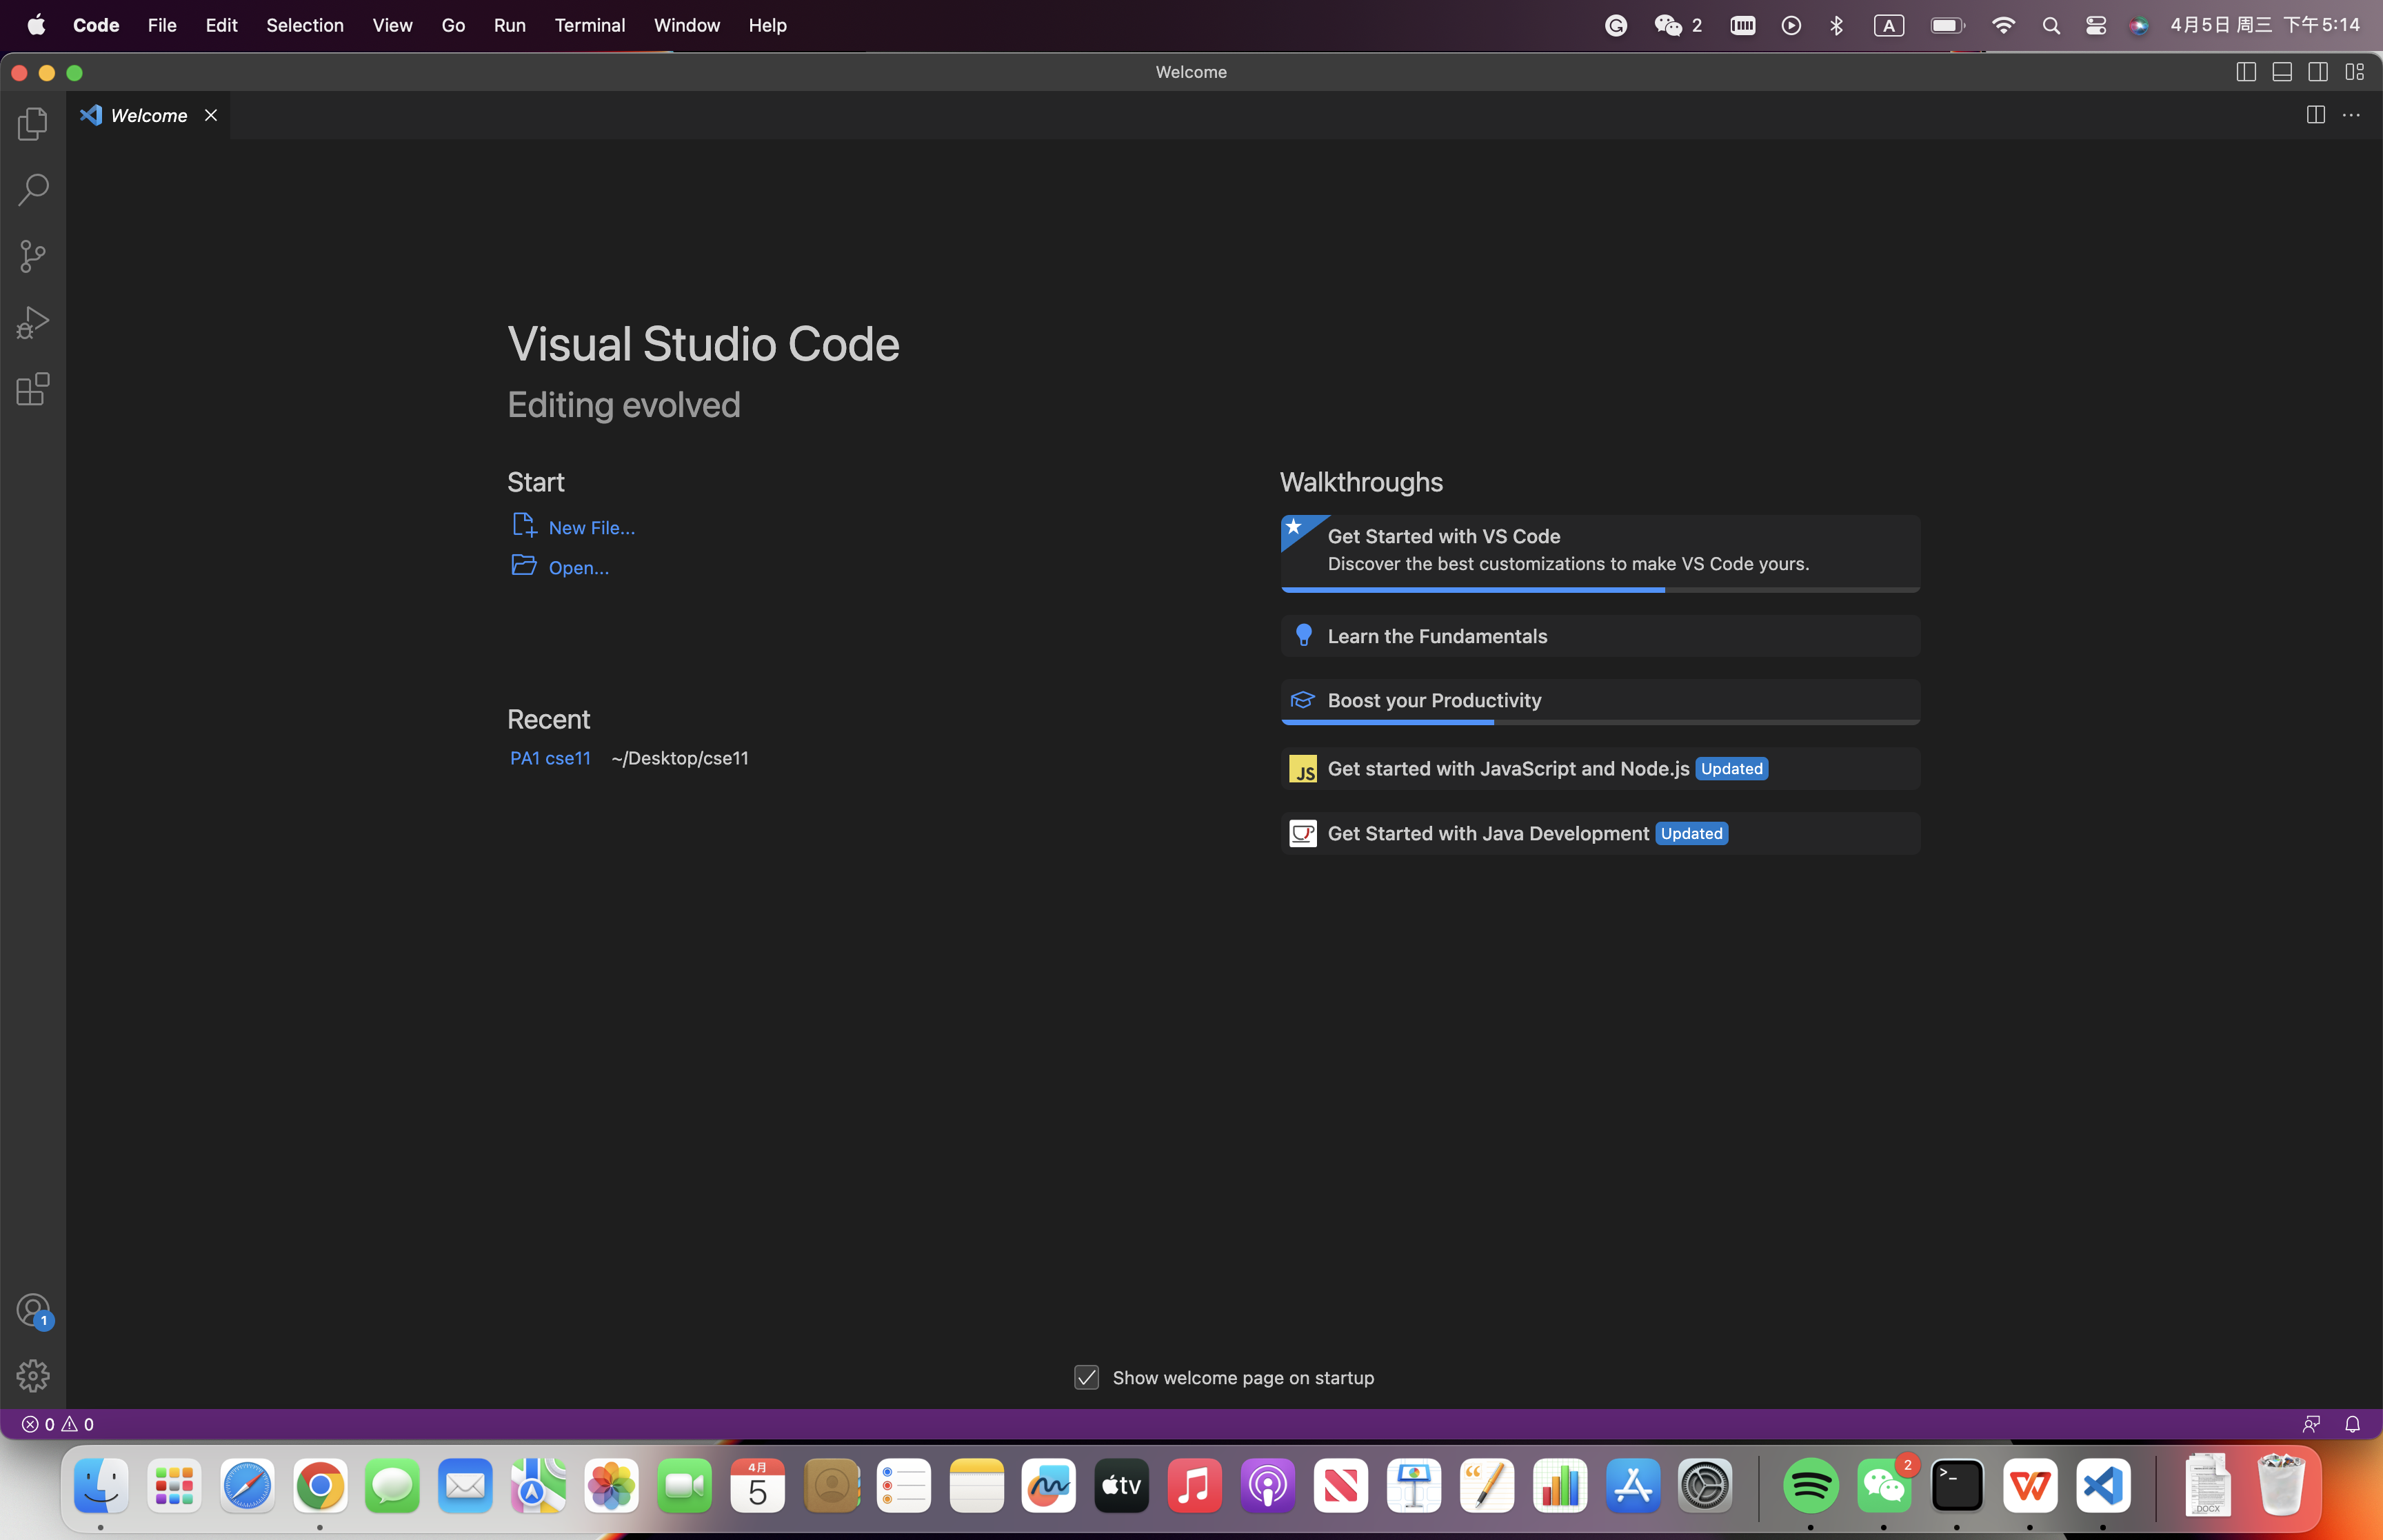 Code File Edit Selection View Go Run Terminal Window Help
2 A 4月5日 周三 下午5:14
Welcome
Welcome
Visual Studio Code
Editing evolved
Start
New File...
Open...
Recent
PA1 cse11 ~/Desktop/cse11
Walkthroughs
Get Started with VS Code
Discover the best customizations to make VS Code yours.
Learn the Fundamentals
Boost your Productivity
JS Get started with JavaScript and Node.js Updated
Get Started with Java Development Updated
1
Show welcome page on startup
0 0
4月
5
tv
2
>_
DOCX